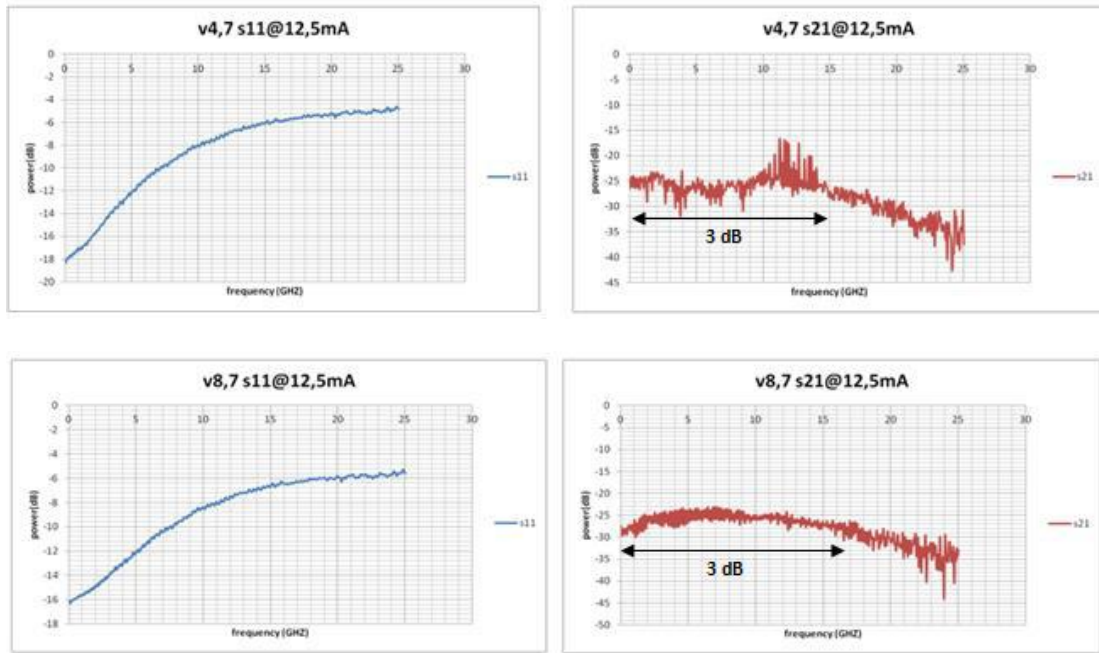 v4,7 s11@12,5mA
0
0 5 10 15 20 25 30
-2
-4
-6
-8
-10
-12
-14
-16
-18
-20
power(dB)
frequency (GHZ)
s11
v4,7 s21@12,5mA
0
0 5 10 15 20 25 30
-5
-10
-15
-20
-25
-30
-35
-40
-45
power(dB)
3 dB
frequency(GHZ)
s21
v8,7 s11@12,5mA
0
0 5 10 15 20 25 30
-2
-4
-6
-8
-10
-12
-14
-16
-18
power(dB)
frequency (GHZ)
s11
v8,7 s21@12,5mA
0
0 5 10 15 20 25 30
-5
-10
-15
-20
-25
-30
-35
-40
-45
-50
power(dB)
3 dB
frequency (GHZ)
s21